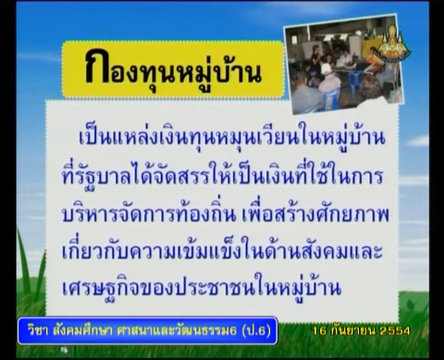 กองทุนหมู่บ้าน
เป็นแหล่งเงินทุนหมุนเวียนในหมู่บ้าน
ที่รัฐบาลได้จัดสรรให้เป็นเงินที่ใช้ในการ
บริหารจัดการท้องถิ่น เพื่อสร้างศักยภาพ
เกี่ยวกับความเข้มแข็งในด้านสังคมและ
เศรษฐกิจของประชาชนในหมู่บ้าน
วิชา สังคมศึกษา ศาสนาและวัฒนธรรม6 (ป.6)
16 กันยายน 2554